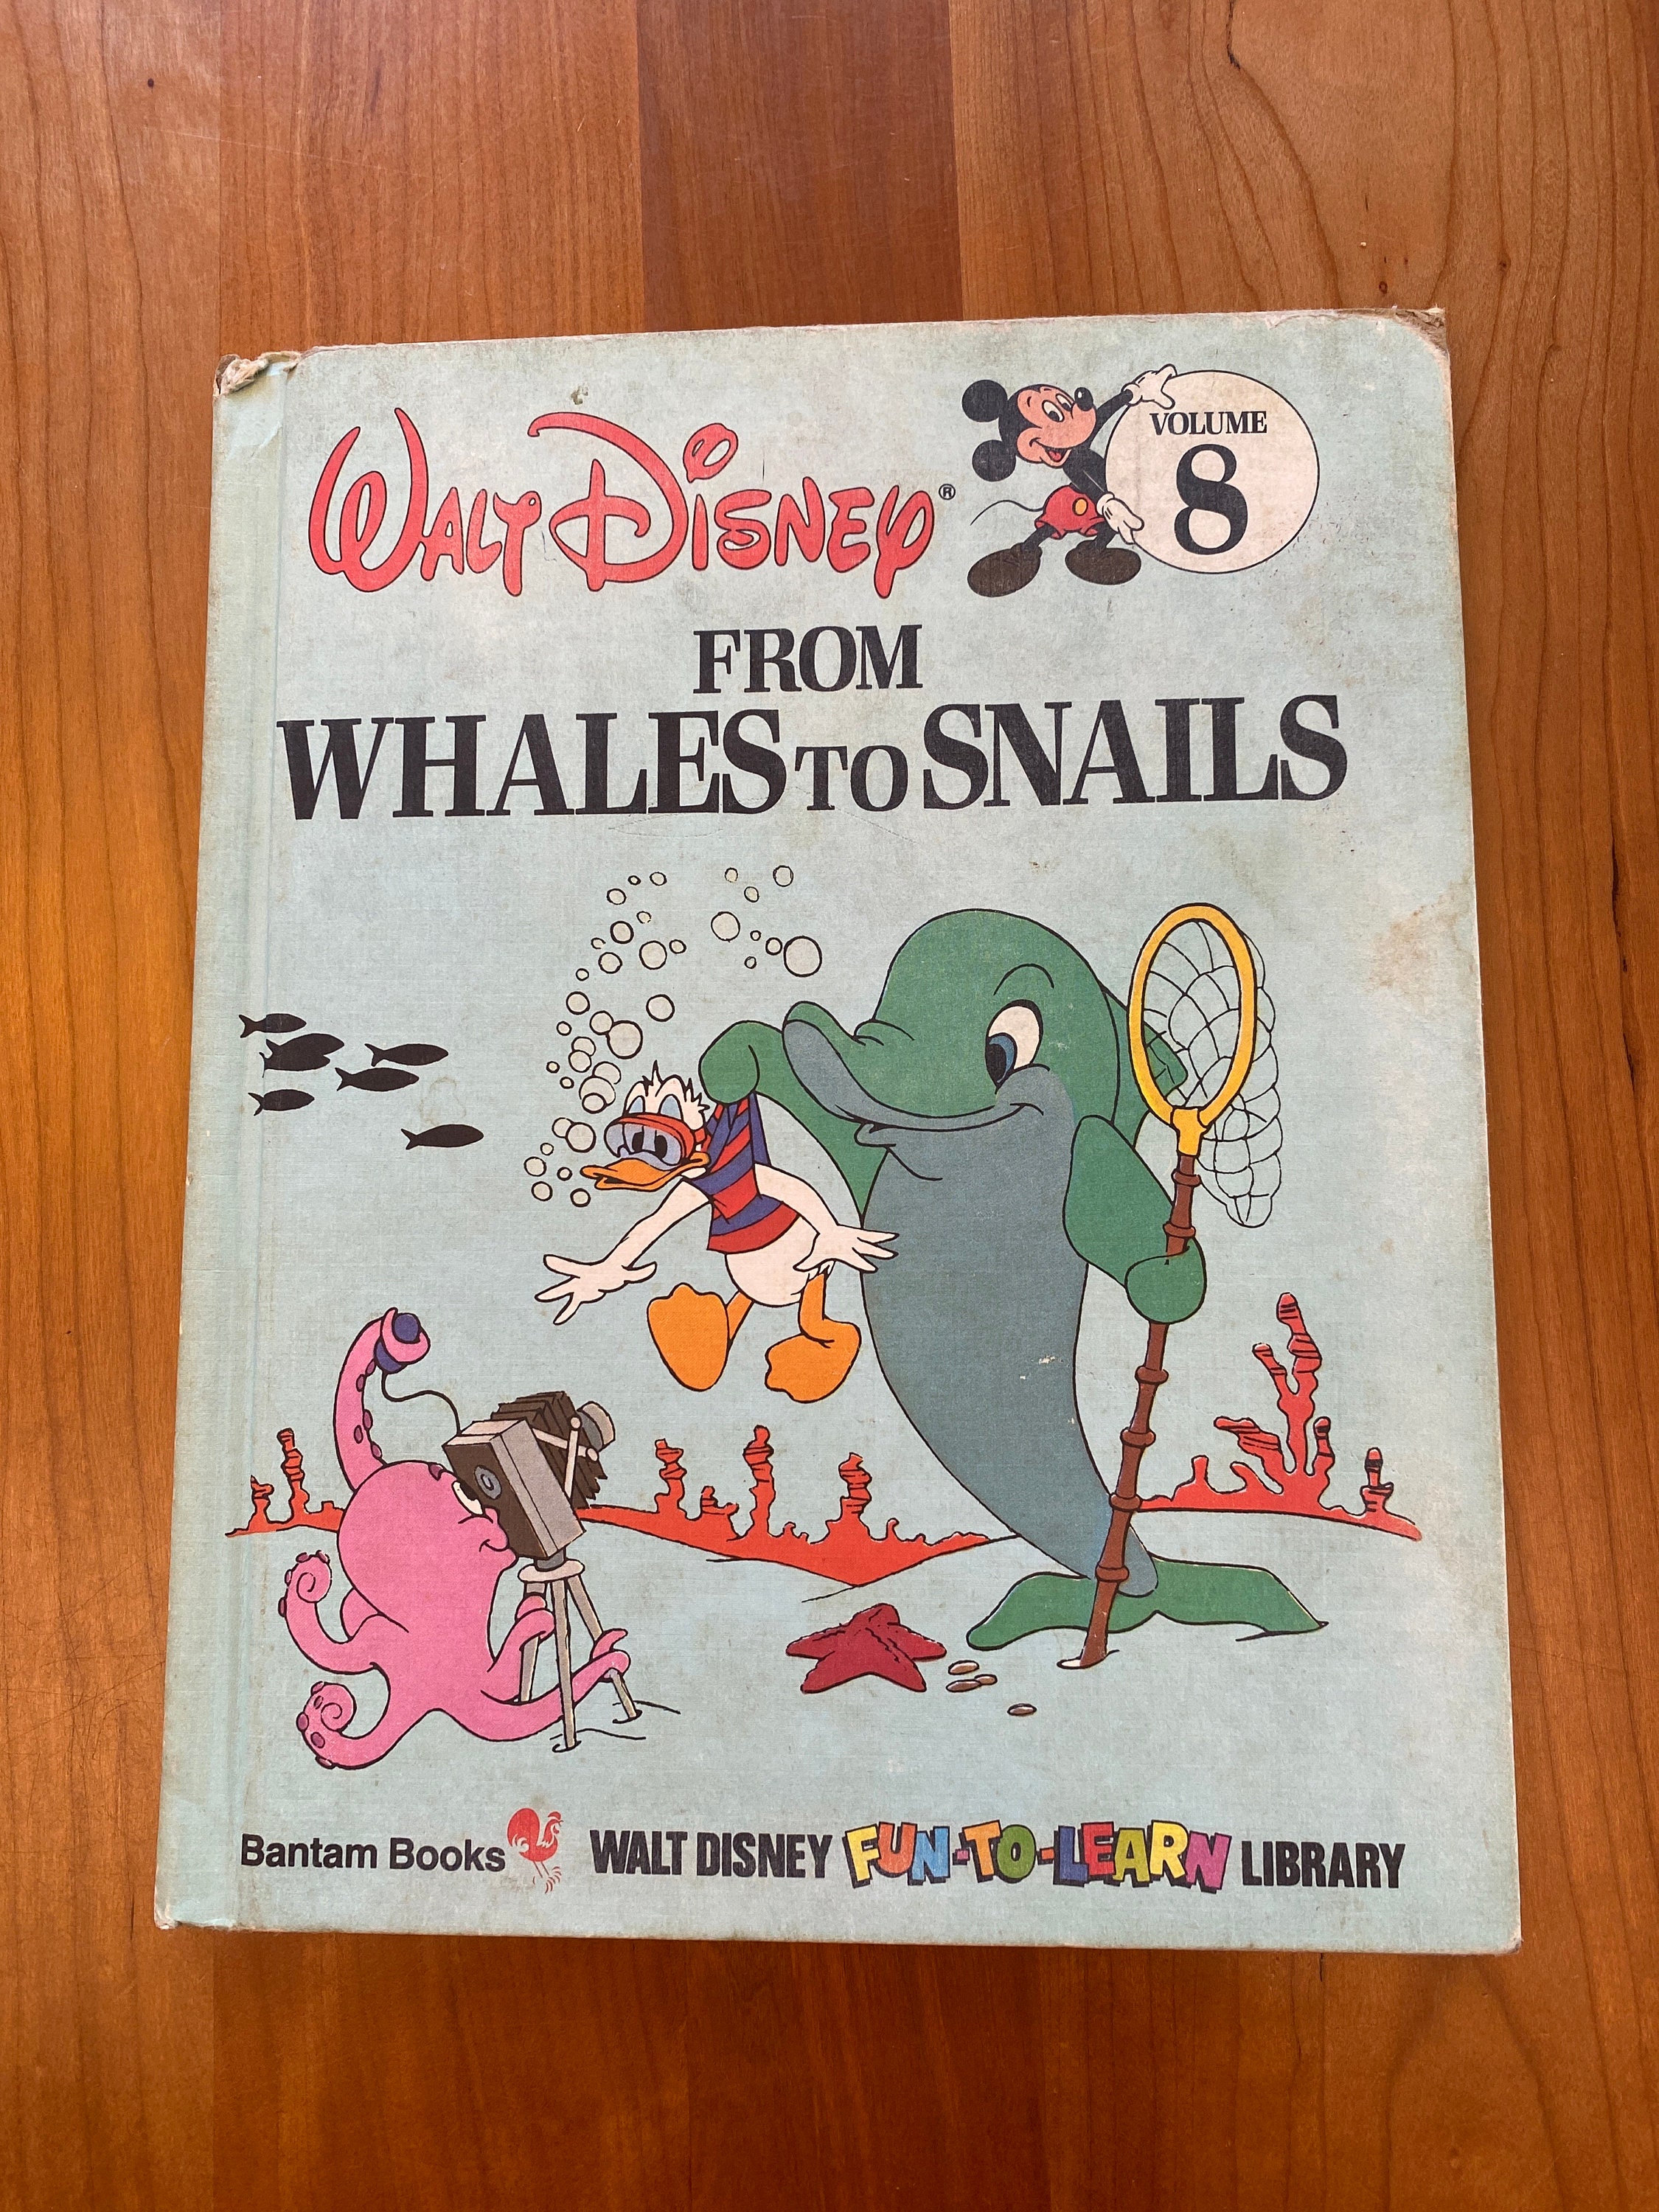 WALT DISNEY®
VOLUME
8
FROM
WHALES TO SNAILS
Bantam Books
WALT DISNEY FUN-TO-LEARN LIBRARY